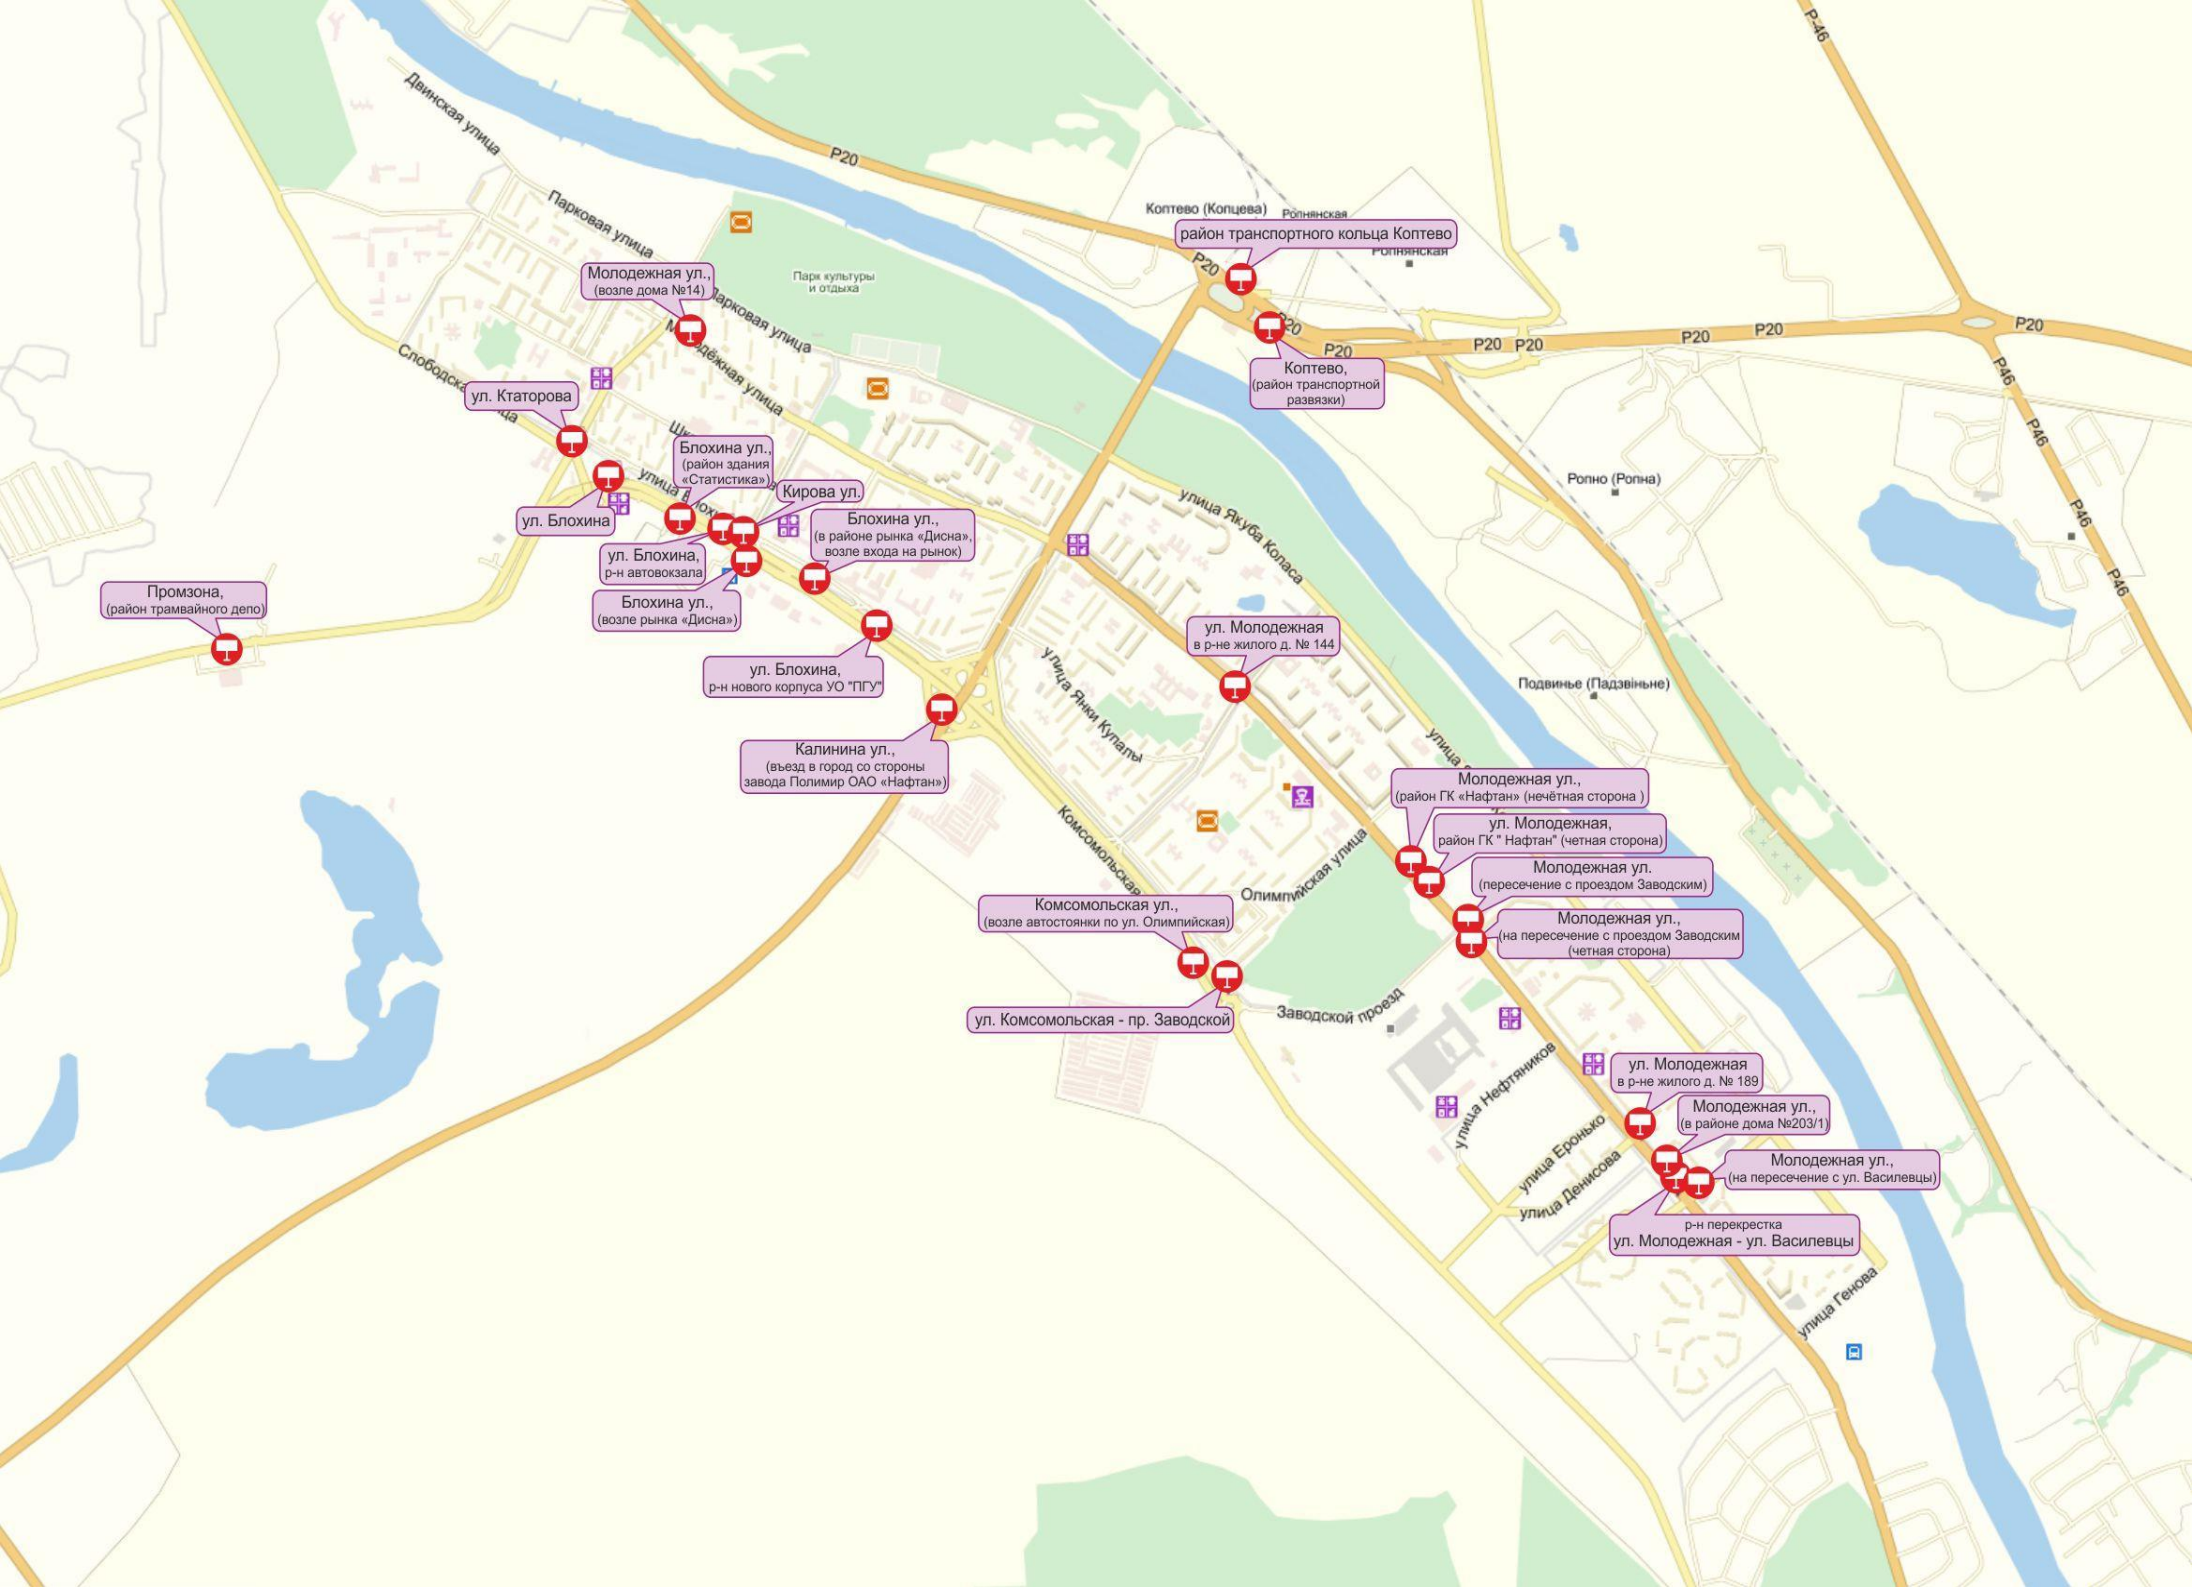 P-46
Двинская улица
P20
Парковая улица
Коптево (Копцева)
Ропнянская
район транспортного кольца Коптево
Ропнянская
P20
Молодежная ул.,
(возле дома №14)
Парк культуры
и отдыха
Парковая улица
Молодёжная улица
P20
P20
P20
P20
P20
P20
P20
Коптево,
(район транспортной
развязки)
P46
Слободская улица
ул. Ктаторова
P46
Блохина ул.,
(район здания
«Статистика»)
улица Блохина
Кирова ул.
Ропно (Ропна)
улица Якуба Коласа
P46
ул. Блохина
Блохина ул.,
(в районе рынка «Дисна»,
возле входа на рынок)
ул. Блохина,
р-н автовокзала
P46
Промзона,
(район трамвайного депо)
Блохина ул.,
(возле рынка «Дисна»)
ул. Молодежная
в р-не жилого д. № 144
ул. Блохина,
р-н нового корпуса УО "ПГУ"
улица Янки Купалы
Подвинье (Падзвіньне)
Калинина ул.,
(въезд в город со стороны
завода Полимир ОАО «Нафтан»)
улица
Молодежная ул.,
(район ГК «Нафтан» (нечётная сторона )
Комсомольская
ул. Молодежная,
район ГК " Нафтан" (четная сторона)
Олимпийская улица
Молодежная ул.
(пересечение с проездом Заводским)
Комсомольская ул.,
(возле автостоянки по ул. Олимпийская)
Молодежная ул.,
(на пересечение с проездом Заводским
(четная сторона)
ул. Комсомольская - пр. Заводской
Заводской проезд
улица Нефтяников
ул. Молодежная
в р-не жилого д. № 189
Молодежная ул.,
(в районе дома №203/1)
улица Еронько
улица Денисова
Молодежная ул.,
(на пересечение с ул. Василевцы)
р-н перекрестка
ул. Молодежная - ул. Василевцы
улица Генова